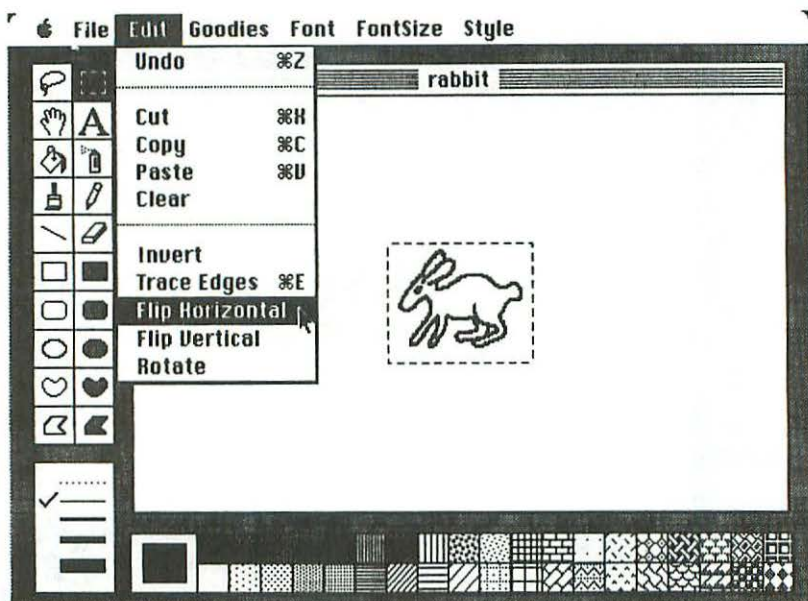 File Edit Goodies Font FontSize Style
Undo ⌘Z
rabbit
Cut ⌘X
Copy ⌘C
Paste ⌘V
Clear
Invert
Trace Edges ⌘E
Flip Horizontal
Flip Vertical
Rotate
A